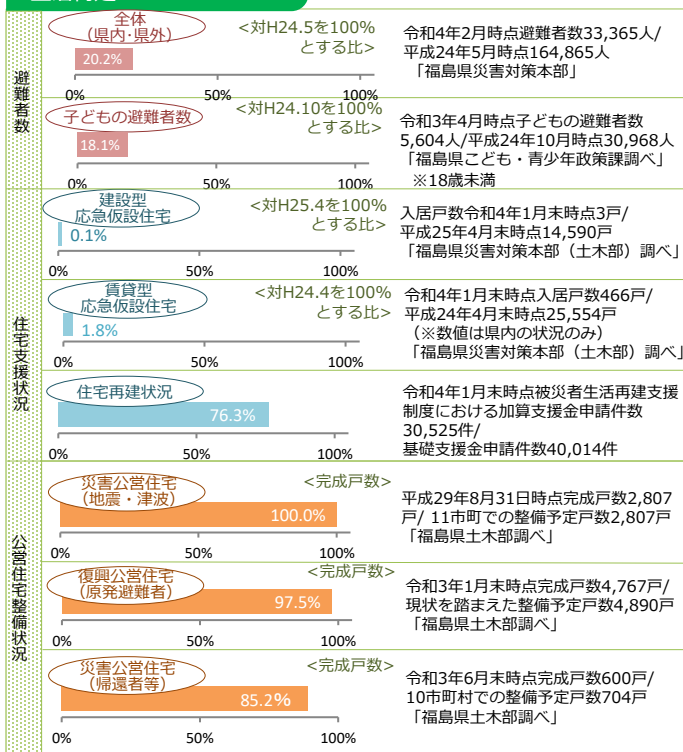 避難者数
全体
（県内・県外）
<対H24.5を100%
とする比>
20.2%
0%
50%
100%
令和4年2月時点避難者数33,365人/
平成24年5月時点164,865人
「福島県災害対策本部」
子どもの避難者数
<対H24.10を100%
とする比>
18.1%
0%
50%
100%
令和3年4月時点子どもの避難者数
5,604人/平成24年10月時点30,968人
「福島県こども・青少年政策課調べ」
※18歳未満
住宅支援状況
建設型
応急仮設住宅
<対H25.4を100%
とする比>
0.1%
0%
50%
100%
入居戸数令和4年1月末時点3戸/
平成25年4月末時点14,590戸
「福島県災害対策本部（土木部）調べ」
賃貸型
応急仮設住宅
<対H24.4を100%
とする比>
1.8%
0%
50%
100%
令和4年1月末時点入居戸数466戸/
平成24年4月末時点25,554戸
（※数値は県内の状況のみ）
「福島県災害対策本部（土木部）調べ」
住宅再建状況
76.3%
0%
50%
100%
令和4年1月末時点被災者生活再建支援
制度における加算支援金申請件数
30,525件/
基礎支援金申請件数40,014件
公営住宅整備状況
災害公営住宅
（地震・津波）
<完成戸数>
100.0%
0%
50%
100%
平成29年8月31日時点完成戸数2,807
戸/ 11市町での整備予定戸数2,807戸
「福島県土木部調べ」
復興公営住宅
（原発避難者）
<完成戸数>
97.5%
0%
50%
100%
令和3年1月末時点完成戸数4,767戸/
現状を踏まえた整備予定戸数4,890戸
「福島県土木部調べ」
災害公営住宅
（帰還者等）
<完成戸数>
85.2%
0%
50%
100%
令和3年6月末時点完成戸数600戸/
10市町村での整備予定戸数704戸
「福島県土木部調べ」